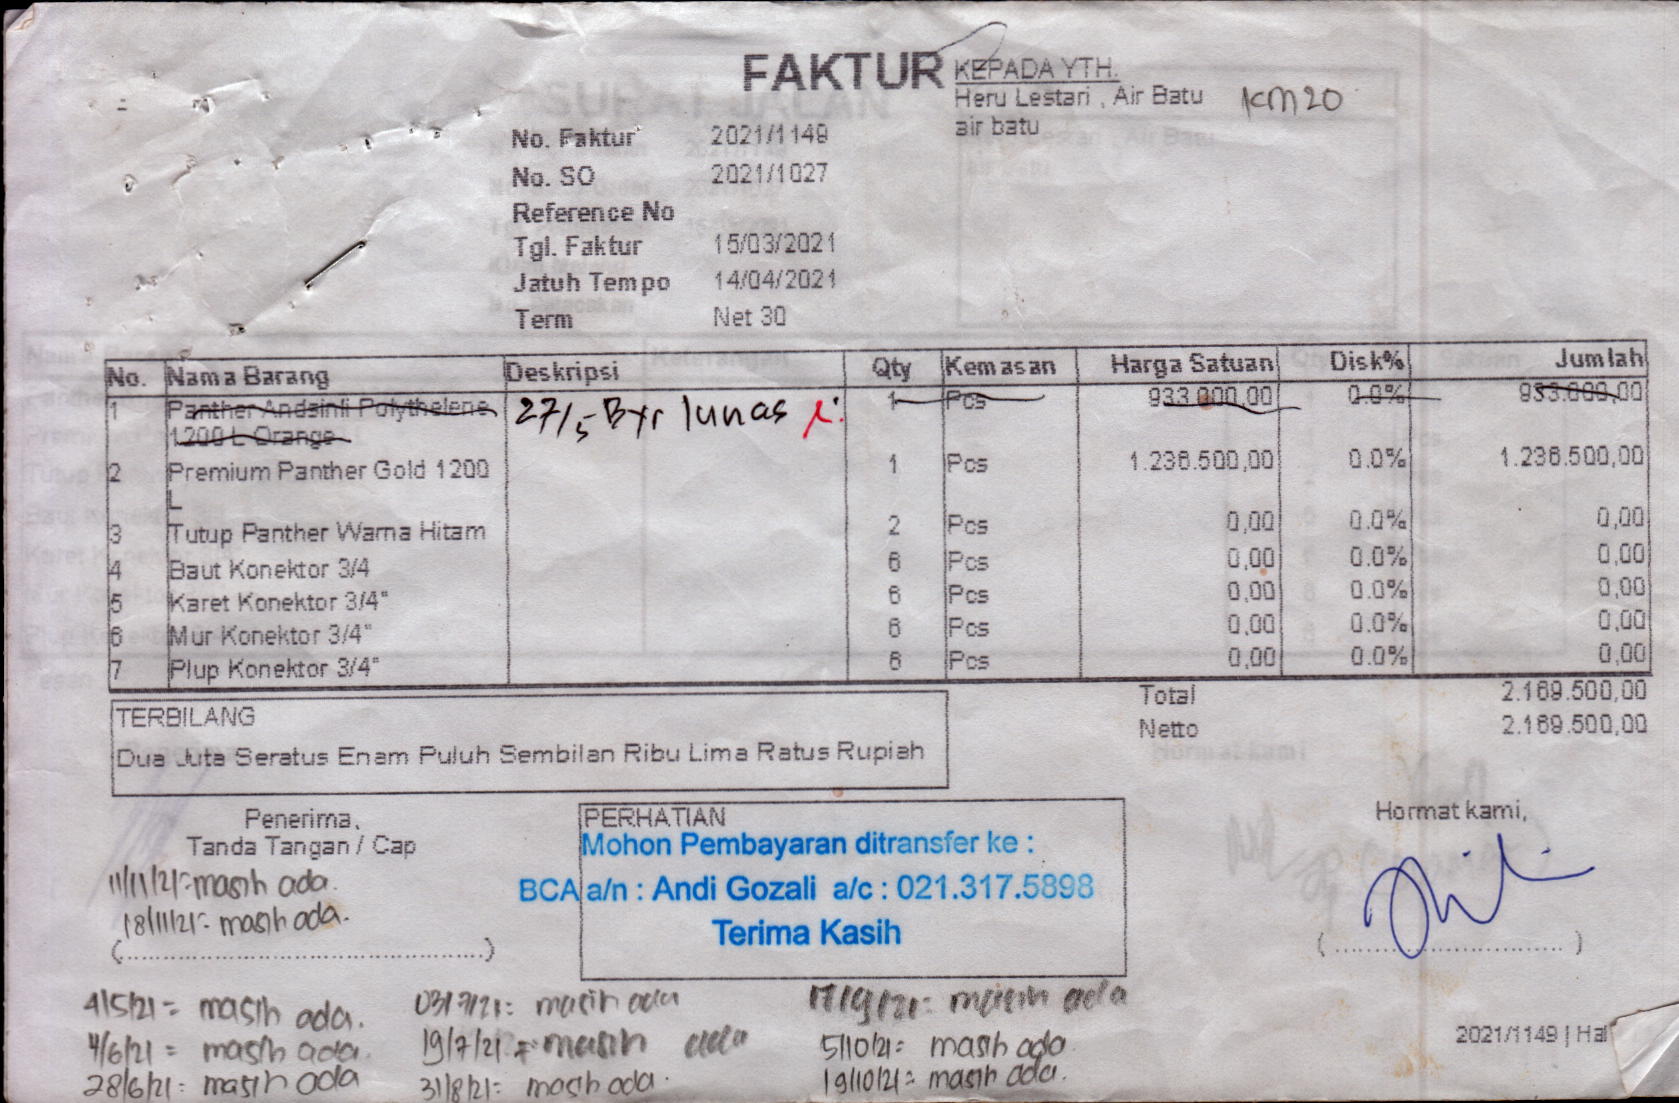 FAKTUR
KEPADA YTH.
Heru Lestari , Air Batu KM20
air batu
No. Faktur 2021/1149
No. SO 2021/1027
Reference No
Tgl. Faktur 15/03/2021
Jatuh Tempo 14/04/2021
Term Net 30
No. Nama Barang Deskripsi Qty Kemasan Harga Satuan Disk% Jumlah
1 Panther Andsinli Polythelene 27/5 - Byr lunas 1 Pcs 933.000,00 0.0% 933.000,00
1200 L Orange
2 Premium Panther Gold 1200 1 Pcs 1.236.500,00 0.0% 1.236.500,00
L
3 Tutup Panther Warna Hitam 2 Pcs 0,00 0.0% 0,00
4 Baut Konektor 3/4 6 Pcs 0,00 0.0% 0,00
5 Karet Konektor 3/4" 6 Pcs 0,00 0.0% 0,00
6 Mur Konektor 3/4" 6 Pcs 0,00 0.0% 0,00
7 Plup Konektor 3/4" 6 Pcs 0,00 0.0% 0,00
Total 2.169.500,00
Netto 2.169.500,00
TERBILANG
Dua Juta Seratus Enam Puluh Sembilan Ribu Lima Ratus Rupiah
Penerima,
Tanda Tangan / Cap
11/11/21:- masih ada.
18/11/21:- masih ada.
(................................................)
PERHATIAN
Mohon Pembayaran ditransfer ke :
BCA a/n : Andi Gozali a/c : 021.317.5898
Terima Kasih
Hormat kami,
( ................................ )
4/5/21 = masih ada.
4/6/21 = masih ada.
28/6/21 = masih ada
03/7/21 = masih ada
19/7/21 = masih ada
31/8/21 = masih ada.
17/9/21 = masih ada
5/10/21 = masih ada.
19/10/21 = masih ada.
2021/1149 | Hal